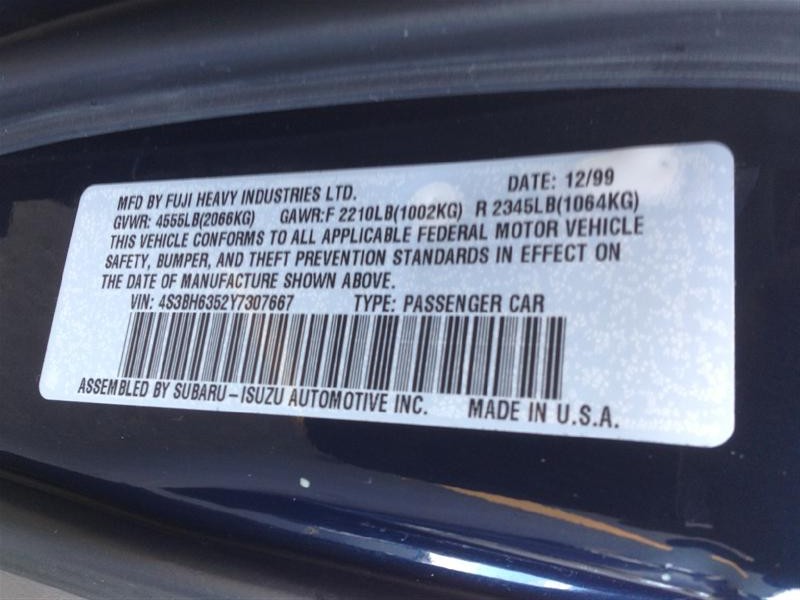 MFD BY FUJI HEAVY INDUSTRIES LTD. DATE: 12/99
GVWR: 4555LB(2066KG) GAWR:F 2210LB(1002KG) R 2345LB(1064KG)
THIS VEHICLE CONFORMS TO ALL APPLICABLE FEDERAL MOTOR VEHICLE
SAFETY, BUMPER, AND THEFT PREVENTION STANDARDS IN EFFECT ON
THE DATE OF MANUFACTURE SHOWN ABOVE.
VIN: 4S3BH6352Y7307667 TYPE: PASSENGER CAR
ASSEMBLED BY SUBARU-ISUZU AUTOMOTIVE INC. MADE IN U.S.A.